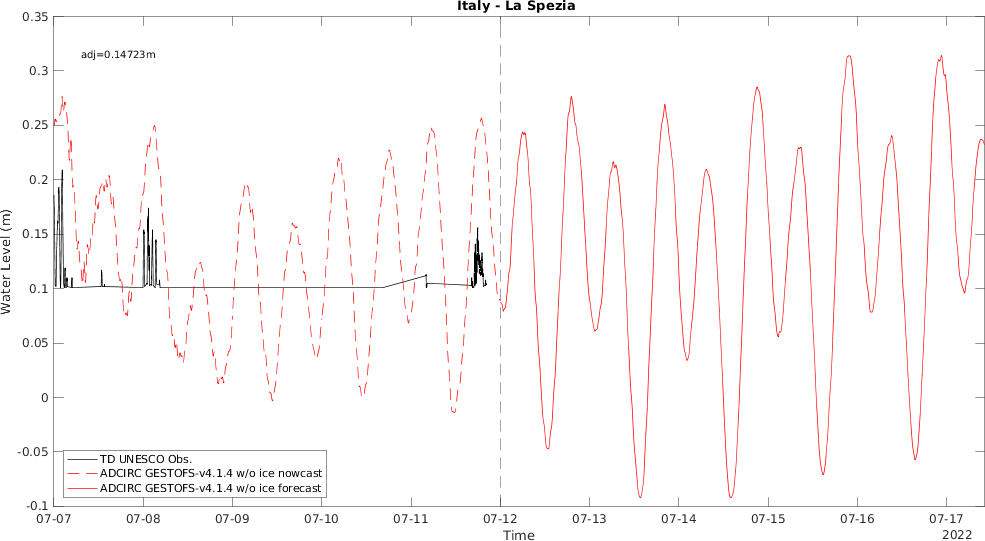 Italy - La Spezia
adj=0.14723m
Water Level (m)
0.35
0.3
0.25
0.2
0.15
0.1
0.05
0
-0.05
-0.1
TD UNESCO Obs.
ADCIRC GESTOFS-v4.1.4 w/o ice nowcast
ADCIRC GESTOFS-v4.1.4 w/o ice forecast
07-07 07-08 07-09 07-10 07-11 07-12 07-13 07-14 07-15 07-16 07-17
Time
2022